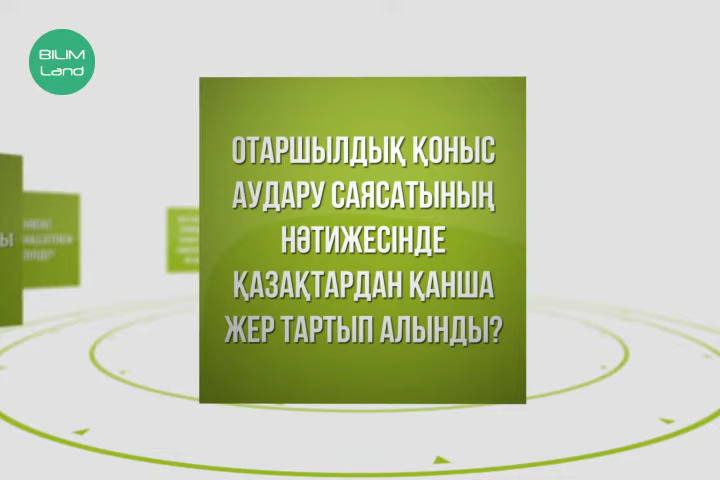 BILIM
Land
ОТАРШЫЛДЫҚ ҚОНЫС
АУДАРУ САЯСАТЫНЫҢ
НӘТИЖЕСІНДЕ
ҚАЗАҚТАРДАН ҚАНША
ЖЕР ТАРТЫП АЛЫНДЫ?